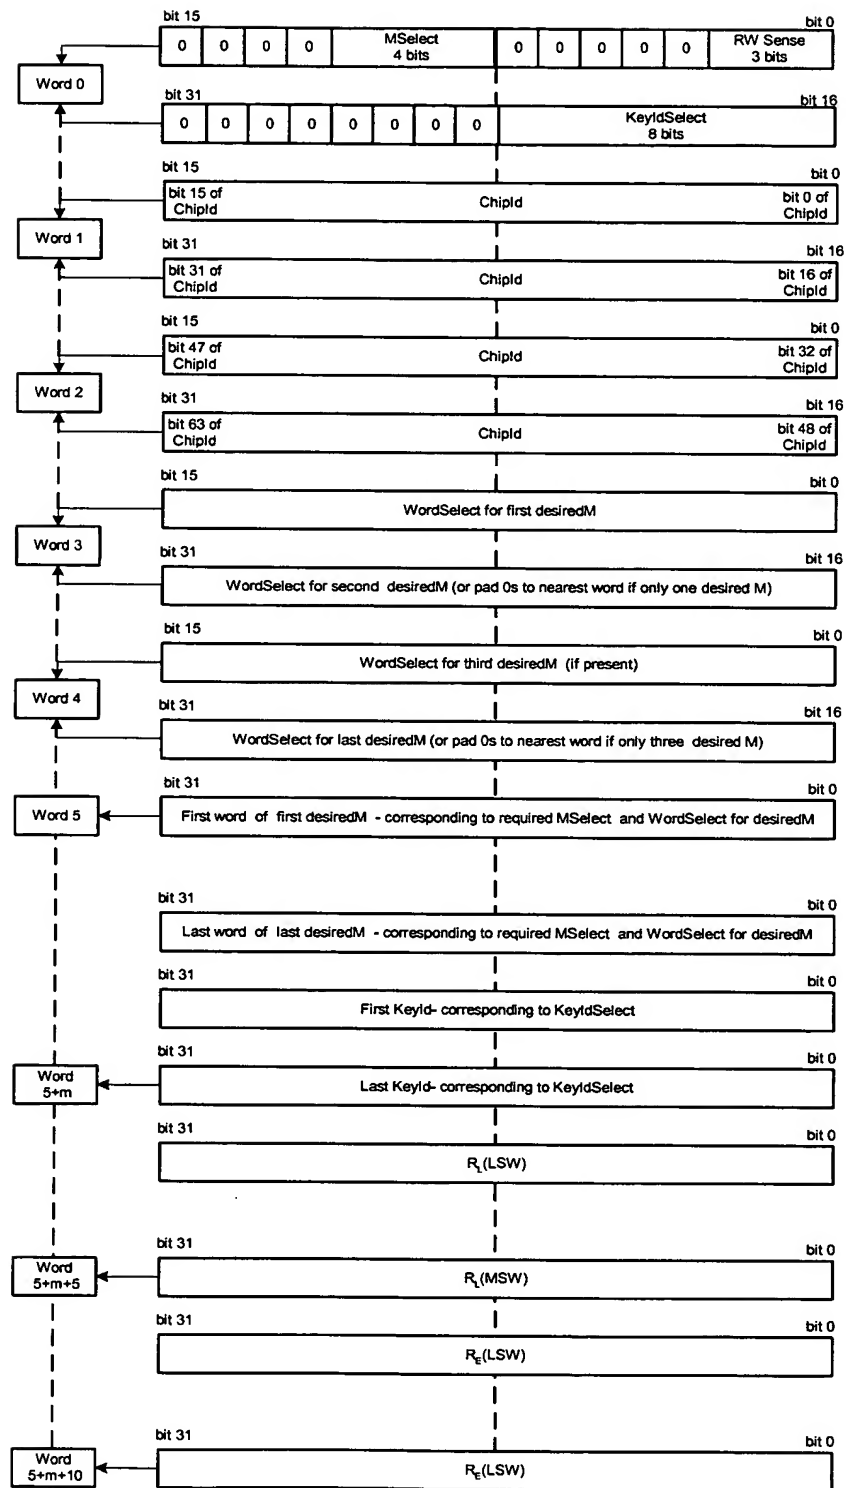 bit 15
bit 0
0 0 0 0 MSelect 4 bits 0 0 0 0 0 RW Sense 3 bits
Word 0
bit 31
bit 16
0 0 0 0 0 0 0 0 KeyIdSelect 8 bits
bit 15
bit 0
bit 15 of ChipId
ChipId
bit 0 of ChipId
Word 1
bit 31
bit 16
bit 31 of ChipId
ChipId
bit 16 of ChipId
bit 15
bit 0
bit 47 of ChipId
ChipId
bit 32 of ChipId
Word 2
bit 31
bit 16
bit 63 of ChipId
ChipId
bit 48 of ChipId
bit 15
bit 0
WordSelect for first desiredM
Word 3
bit 31
bit 16
WordSelect for second desiredM (or pad 0s to nearest word if only one desired M)
bit 15
bit 0
WordSelect for third desiredM (if present)
Word 4
bit 31
bit 16
WordSelect for last desiredM (or pad 0s to nearest word if only three desired M)
bit 31
bit 0
Word 5
First word of first desiredM - corresponding to required MSelect and WordSelect for desiredM
bit 31
bit 0
Last word of last desiredM - corresponding to required MSelect and WordSelect for desiredM
bit 31
bit 0
First KeyId- corresponding to KeyIdSelect
bit 31
bit 0
Word 5+m
Last KeyId- corresponding to KeyIdSelect
bit 31
bit 0
R_L(LSW)
bit 31
bit 0
Word 5+m+5
R_L(MSW)
bit 31
bit 0
R_E(LSW)
bit 31
bit 0
Word 5+m+10
R_E(LSW)